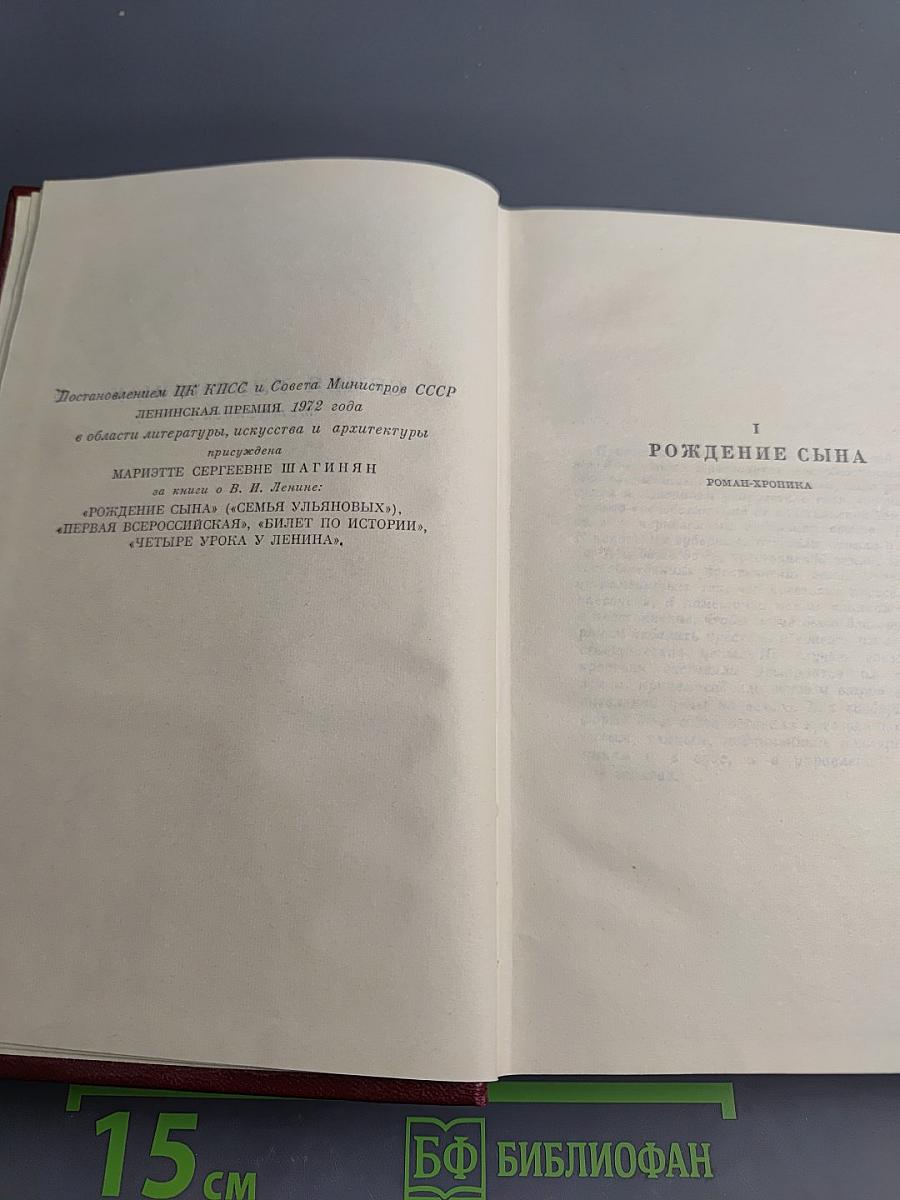 Постановлением ЦК КПСС и Совета Министров СССР
ЛЕНИНСКАЯ ПРЕМИЯ 1972 года
в области литературы, искусства и архитектуры
присуждена
МАРИЭТТЕ СЕРГЕЕВНЕ ШАГИНЯН
за книги о В. И. Ленине:
«РОЖДЕНИЕ СЫНА» («СЕМЬЯ УЛЬЯНОВЫХ»),
«ПЕРВАЯ ВСЕРОССИЙСКАЯ», «БИЛЕТ ПО ИСТОРИИ»,
«ЧЕТЫРЕ УРОКА У ЛЕНИНА».
I
РОЖДЕНИЕ СЫНА
РОМАН-ХРОНИКА
15 СМ
БФ БИБЛИОФАН